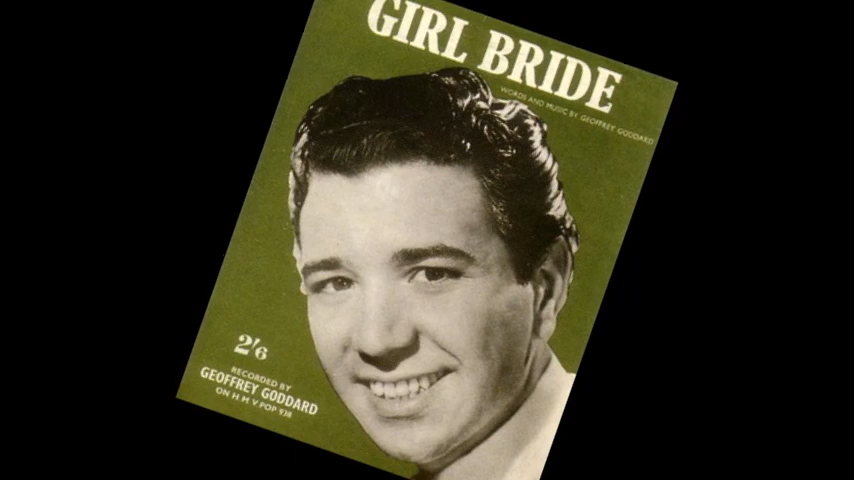 GIRL BRIDE
WORDS AND MUSIC BY GEOFFREY GODDARD
2/6
RECORDED BY
GEOFFREY GODDARD
ON H M V POP 938